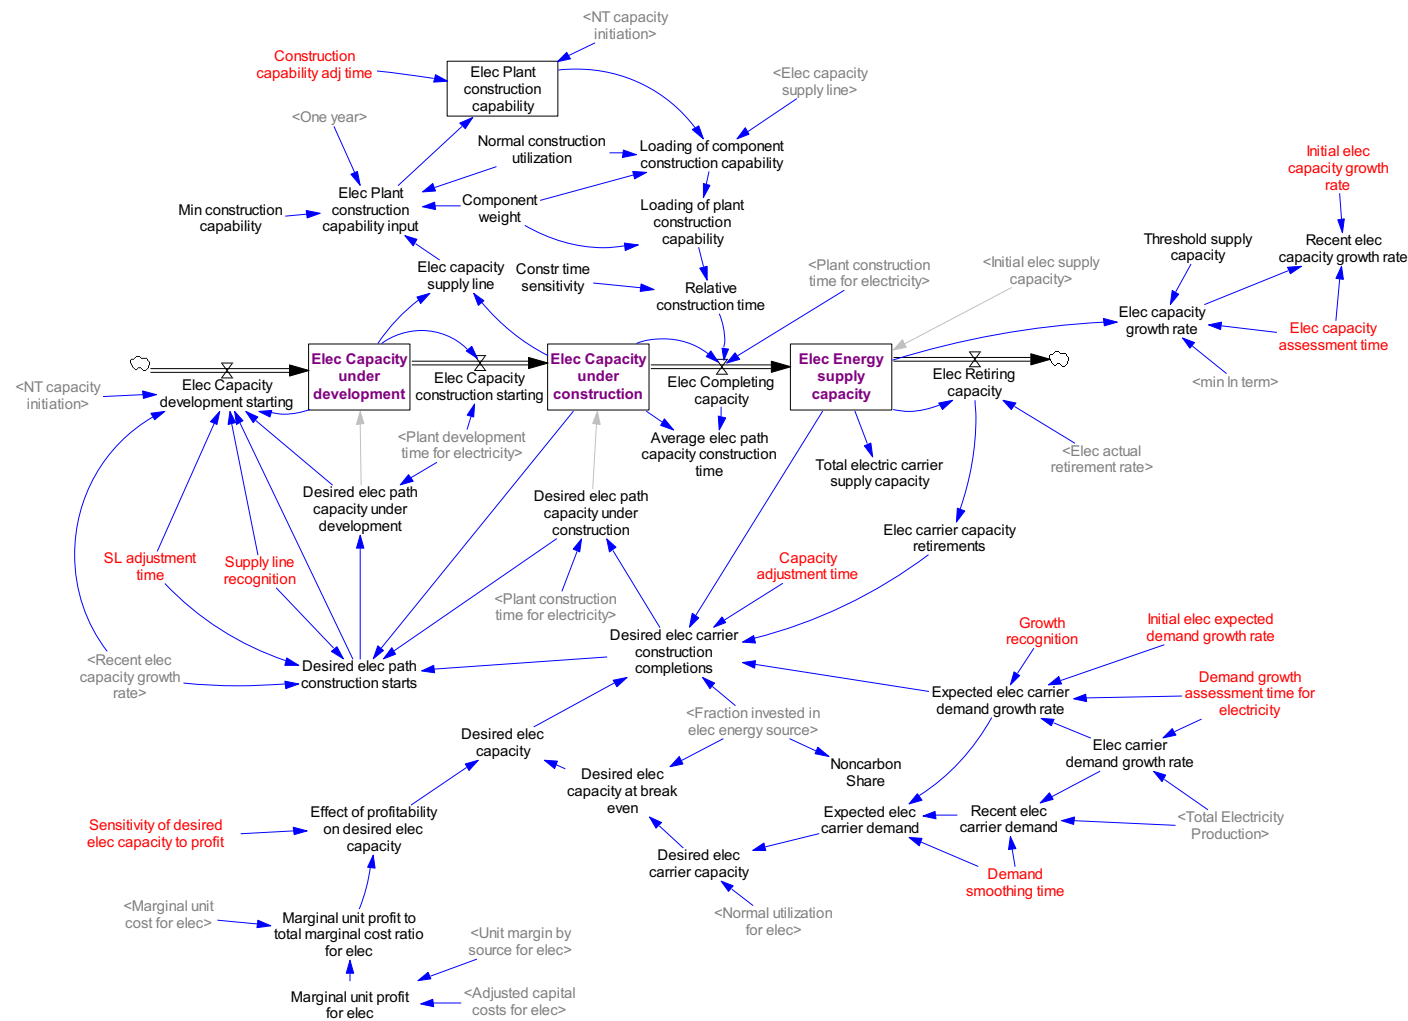 <NT capacity
initiation>
Construction
capability adj time
Elec Plant
construction
capability
<Elec capacity
supply line>
<One year>
Normal construction
utilization
Loading of component
construction capability
Initial elec
capacity growth
rate
Min construction
capability
Elec Plant
construction
capability input
Component
weight
Loading of plant
construction
capability
Threshold supply
capacity
Recent elec
capacity growth rate
Elec capacity
supply line
Constr time
sensitivity
Relative
construction time
<Plant construction
time for electricity>
<Initial elec supply
capacity>
Elec capacity
growth rate
Elec capacity
assessment time
<min ln term>
<NT capacity
initiation>
Elec Capacity
development starting
Elec Capacity
under
development
Elec Capacity
construction starting
Elec Capacity
under
construction
Elec Completing
capacity
Elec Energy
supply
capacity
Elec Retiring
capacity
<Plant development
time for electricity>
Average elec path
capacity construction
time
Total electric carrier
supply capacity
<Elec actual
retirement rate>
Desired elec path
capacity under
development
Desired elec path
capacity under
construction
Elec carrier capacity
retirements
SL adjustment
time
Supply line
recognition
Capacity
adjustment time
<Plant construction
time for electricity>
<Recent elec
capacity growth
rate>
Desired elec path
construction starts
Desired elec carrier
construction
completions
Growth
recognition
Initial elec expected
demand growth rate
Expected elec carrier
demand growth rate
Demand growth
assessment time for
electricity
<Fraction invested in
elec energy source>
Desired elec
capacity
Elec carrier
demand growth rate
Desired elec
capacity at break
even
Noncarbon
Share
Sensitivity of desired
elec capacity to profit
Effect of profitability
on desired elec
capacity
Expected elec
carrier demand
Recent elec
carrier demand
<Total Electricity
Production>
Desired elec
carrier capacity
Demand
smoothing time
<Marginal unit
cost for elec>
Marginal unit profit to
total marginal cost ratio
for elec
<Normal utilization
for elec>
<Unit margin by
source for elec>
Marginal unit profit
for elec
<Adjusted capital
costs for elec>